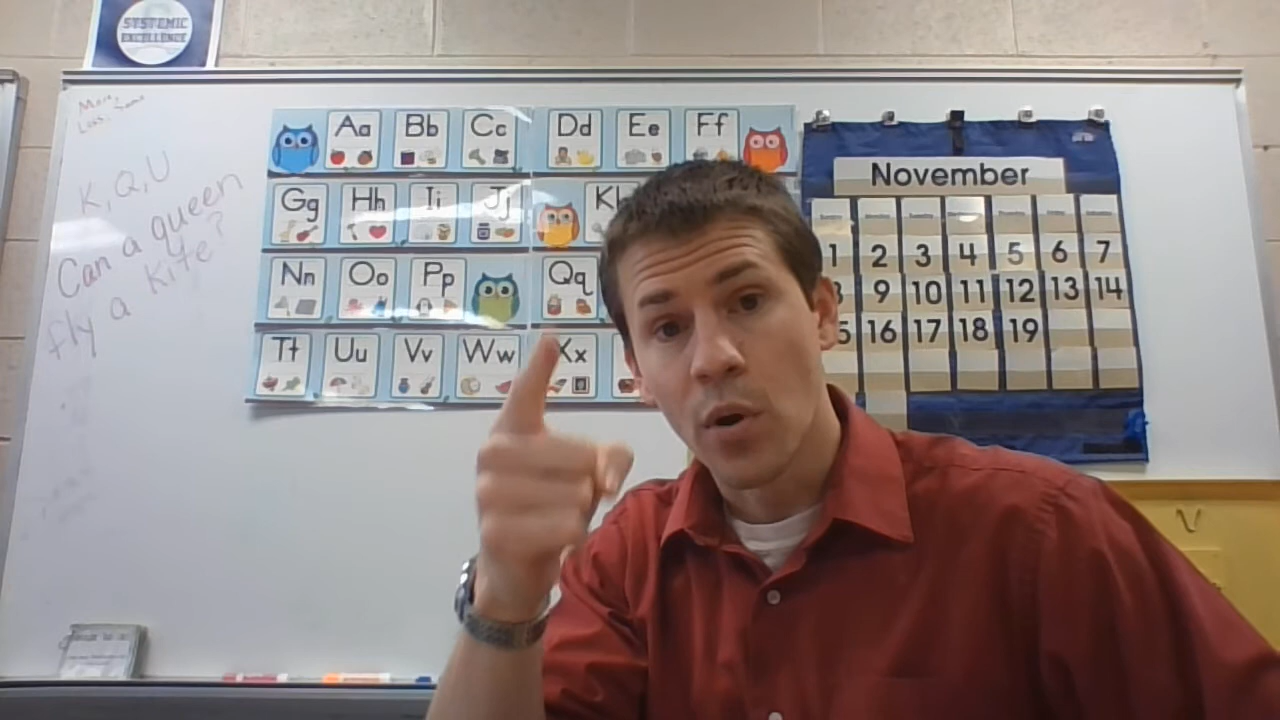 SYSTEMIC
EXCELLENCE
More,
Less, Same
K, Q, U
Can a queen
fly a kite?
Aa Bb Cc Dd Ee Ff
Gg Hh Ii Jj
Nn Oo Pp Qq
Tt Uu Vv Ww Xx
November
1 2 3 4 5 6 7
9 10 11 12 13 14
16 17 18 19